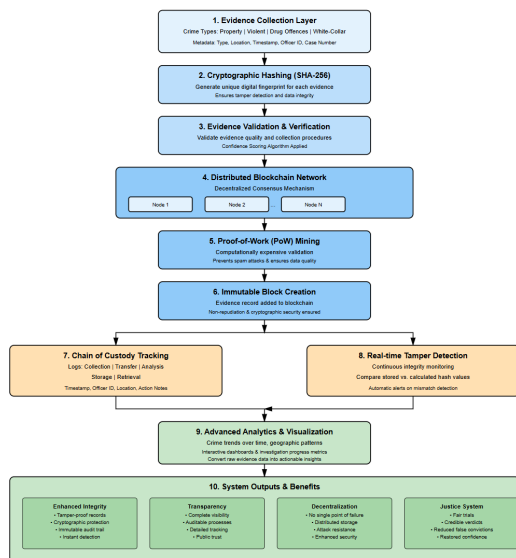 1. Evidence Collection Layer
Crime Types: Property | Violent | Drug Offences | White-Collar
Metadata: Type, Location, Timestamp, Officer ID, Case Number
2. Cryptographic Hashing (SHA-256)
Generate unique digital fingerprint for each evidence
Ensures tamper detection and data integrity
3. Evidence Validation & Verification
Validate evidence quality and collection procedures
Confidence Scoring Algorithm Applied
4. Distributed Blockchain Network
Decentralized Consensus Mechanism
Node 1
Node 2
...
Node N
5. Proof-of-Work (PoW) Mining
Computationally expensive validation
Prevents spam attacks & ensures data quality
6. Immutable Block Creation
Evidence record added to blockchain
Non-repudiation & cryptographic security ensured
7. Chain of Custody Tracking
Logs: Collection | Transfer | Analysis
Storage | Retrieval
Timestamp, Officer ID, Location, Action Notes
8. Real-time Tamper Detection
Continuous integrity monitoring
Compare stored vs. calculated hash values
Automatic alerts on mismatch detection
9. Advanced Analytics & Visualization
Crime trends over time, geographic patterns
Interactive dashboards & investigation progress metrics
Convert raw evidence data into actionable insights
10. System Outputs & Benefits
Enhanced Integrity
• Tamper-proof records
• Cryptographic protection
• Immutable audit trail
• Instant detection
Transparency
• Complete visibility
• Auditable processes
• Detailed tracking
• Public trust
Decentralization
• No single point of failure
• Distributed storage
• Attack resistance
• Enhanced security
Justice System
• Fair trials
• Credible verdicts
• Reduced false convictions
• Restored confidence